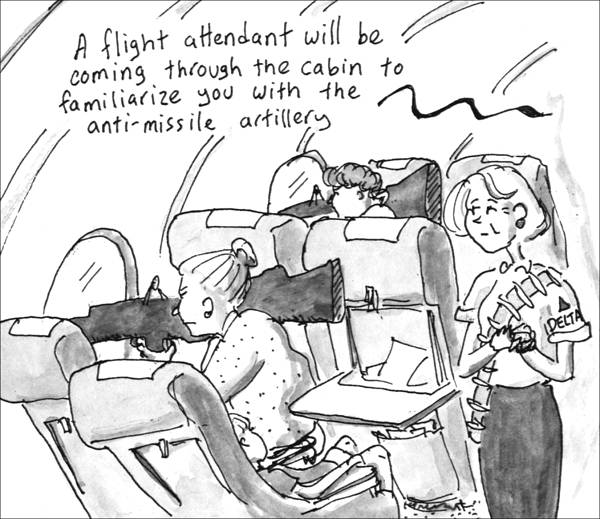 A flight attendant will be
coming through the cabin to
familiarize you with the
anti-missile artillery
DELTA